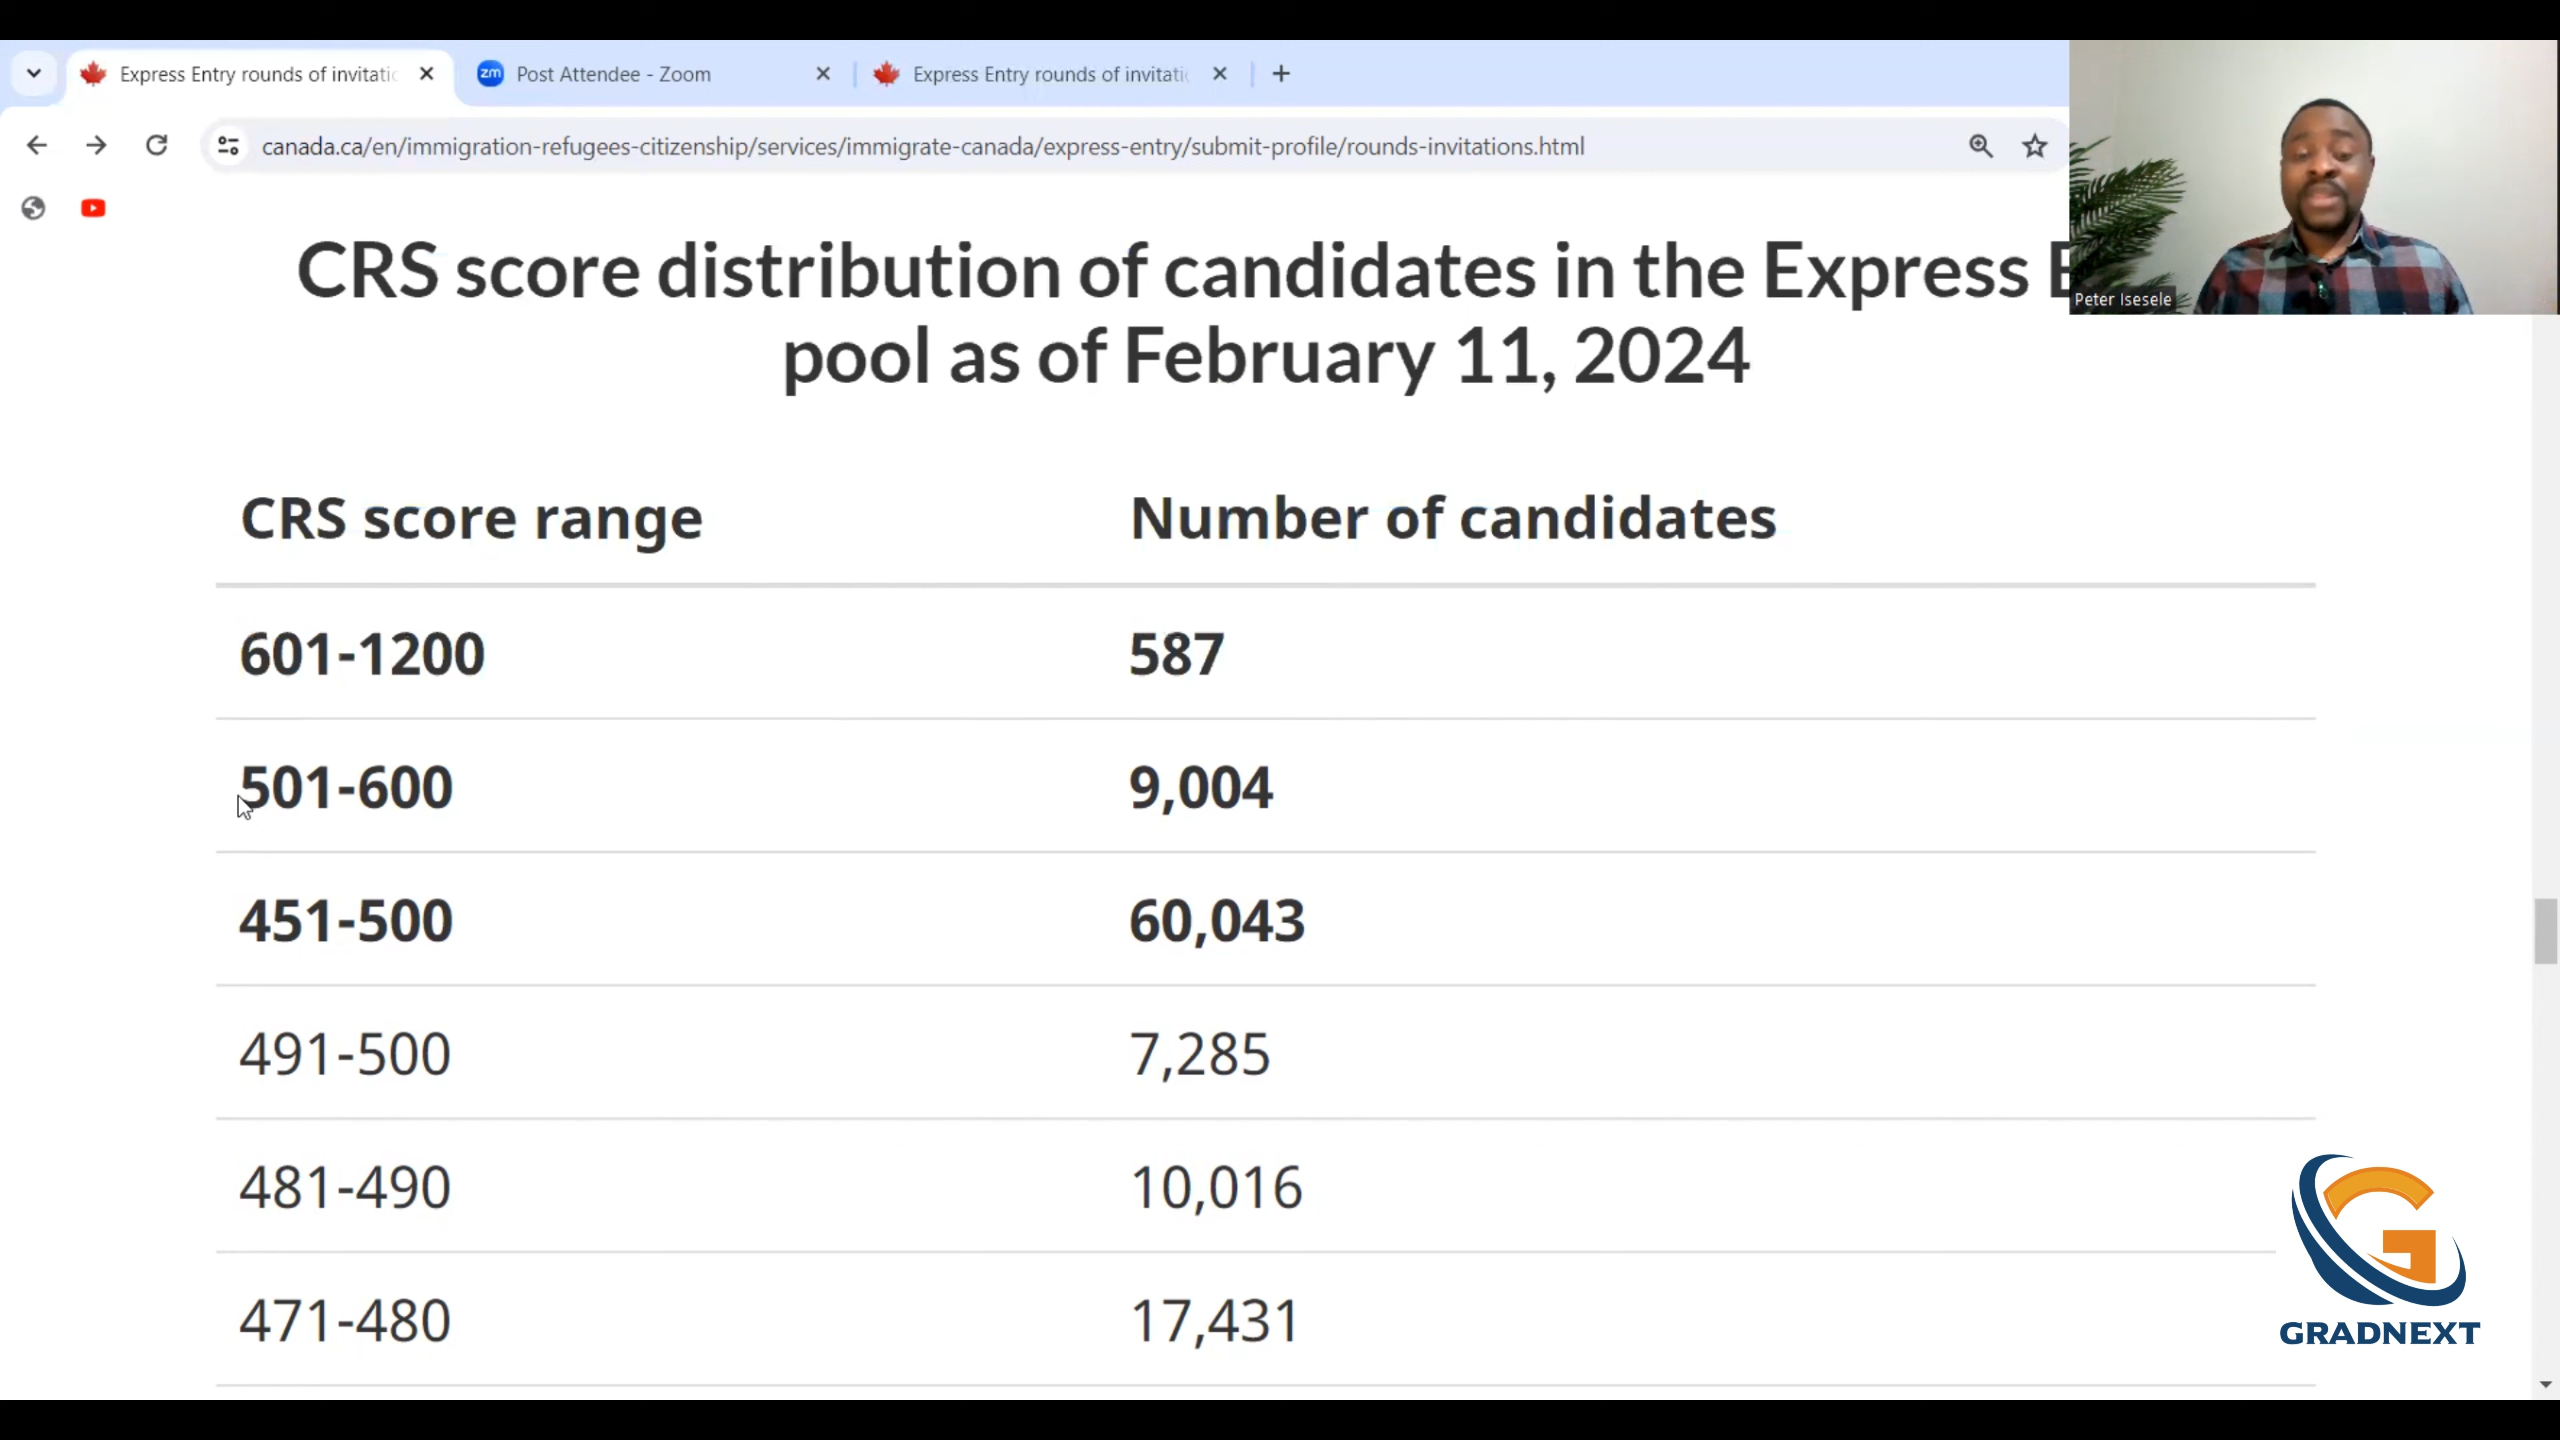 Express Entry rounds of invitatic
Post Attendee - Zoom
Express Entry rounds of invitatic
canada.ca/en/immigration-refugees-citizenship/services/immigrate-canada/express-entry/submit-profile/rounds-invitations.html
Peter Isesele
CRS score distribution of candidates in the Express E
pool as of February 11, 2024
CRS score range Number of candidates
601-1200 587
501-600 9,004
451-500 60,043
491-500 7,285
481-490 10,016
471-480 17,431
GRADNEXT